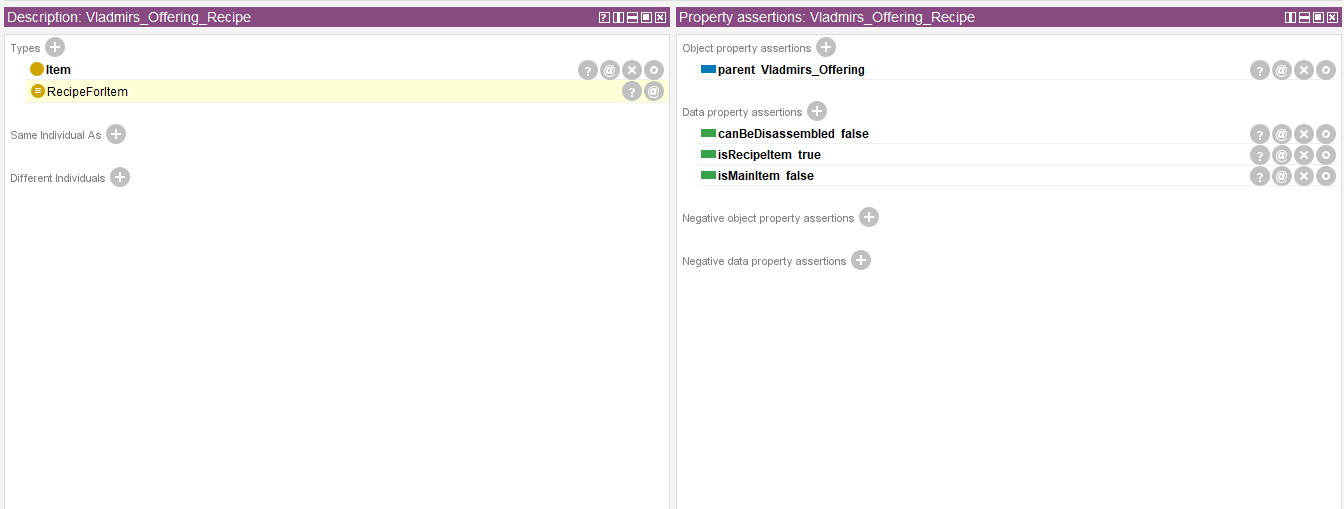 Description: Vladmirs_Offering_Recipe
Types
Item
RecipeForItem
Same Individual As
Different Individuals
Property assertions: Vladmirs_Offering_Recipe
Object property assertions
parent Vladmirs_Offering
Data property assertions
canBeDisassembled false
isRecipeItem true
isMainItem false
Negative object property assertions
Negative data property assertions